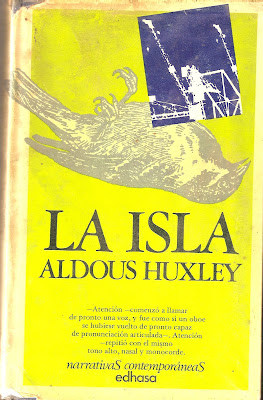 LA ISLA
ALDOUS HUXLEY
—Atención —comenzó a llamar
de pronto una voz, y fue como si un oboe
se hubiese vuelto de pronto capaz
de pronunciación articulada—. Atención
—repitió con el mismo
tono alto, nasal y monocorde.
narrativaS contemporáneaS
edhasa